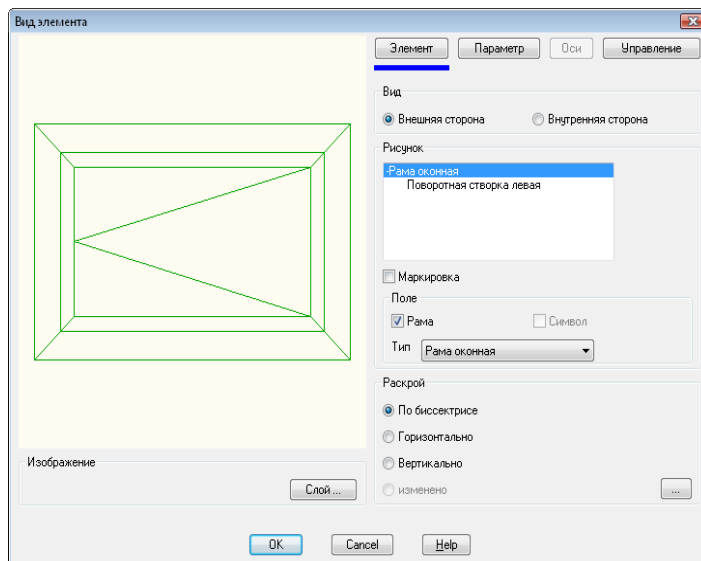 Вид элемента
Элемент Параметр Оси Управление
Вид
Внешняя сторона Внутренняя сторона
Рисунок
-Рама оконная
Поворотная створка левая
Маркировка
Поле
Рама Символ
Тип Рама оконная
Раскрой
По биссектрисе
Горизонтально
Вертикально
изменено ...
Изображение
Слой ...
OK Cancel Help